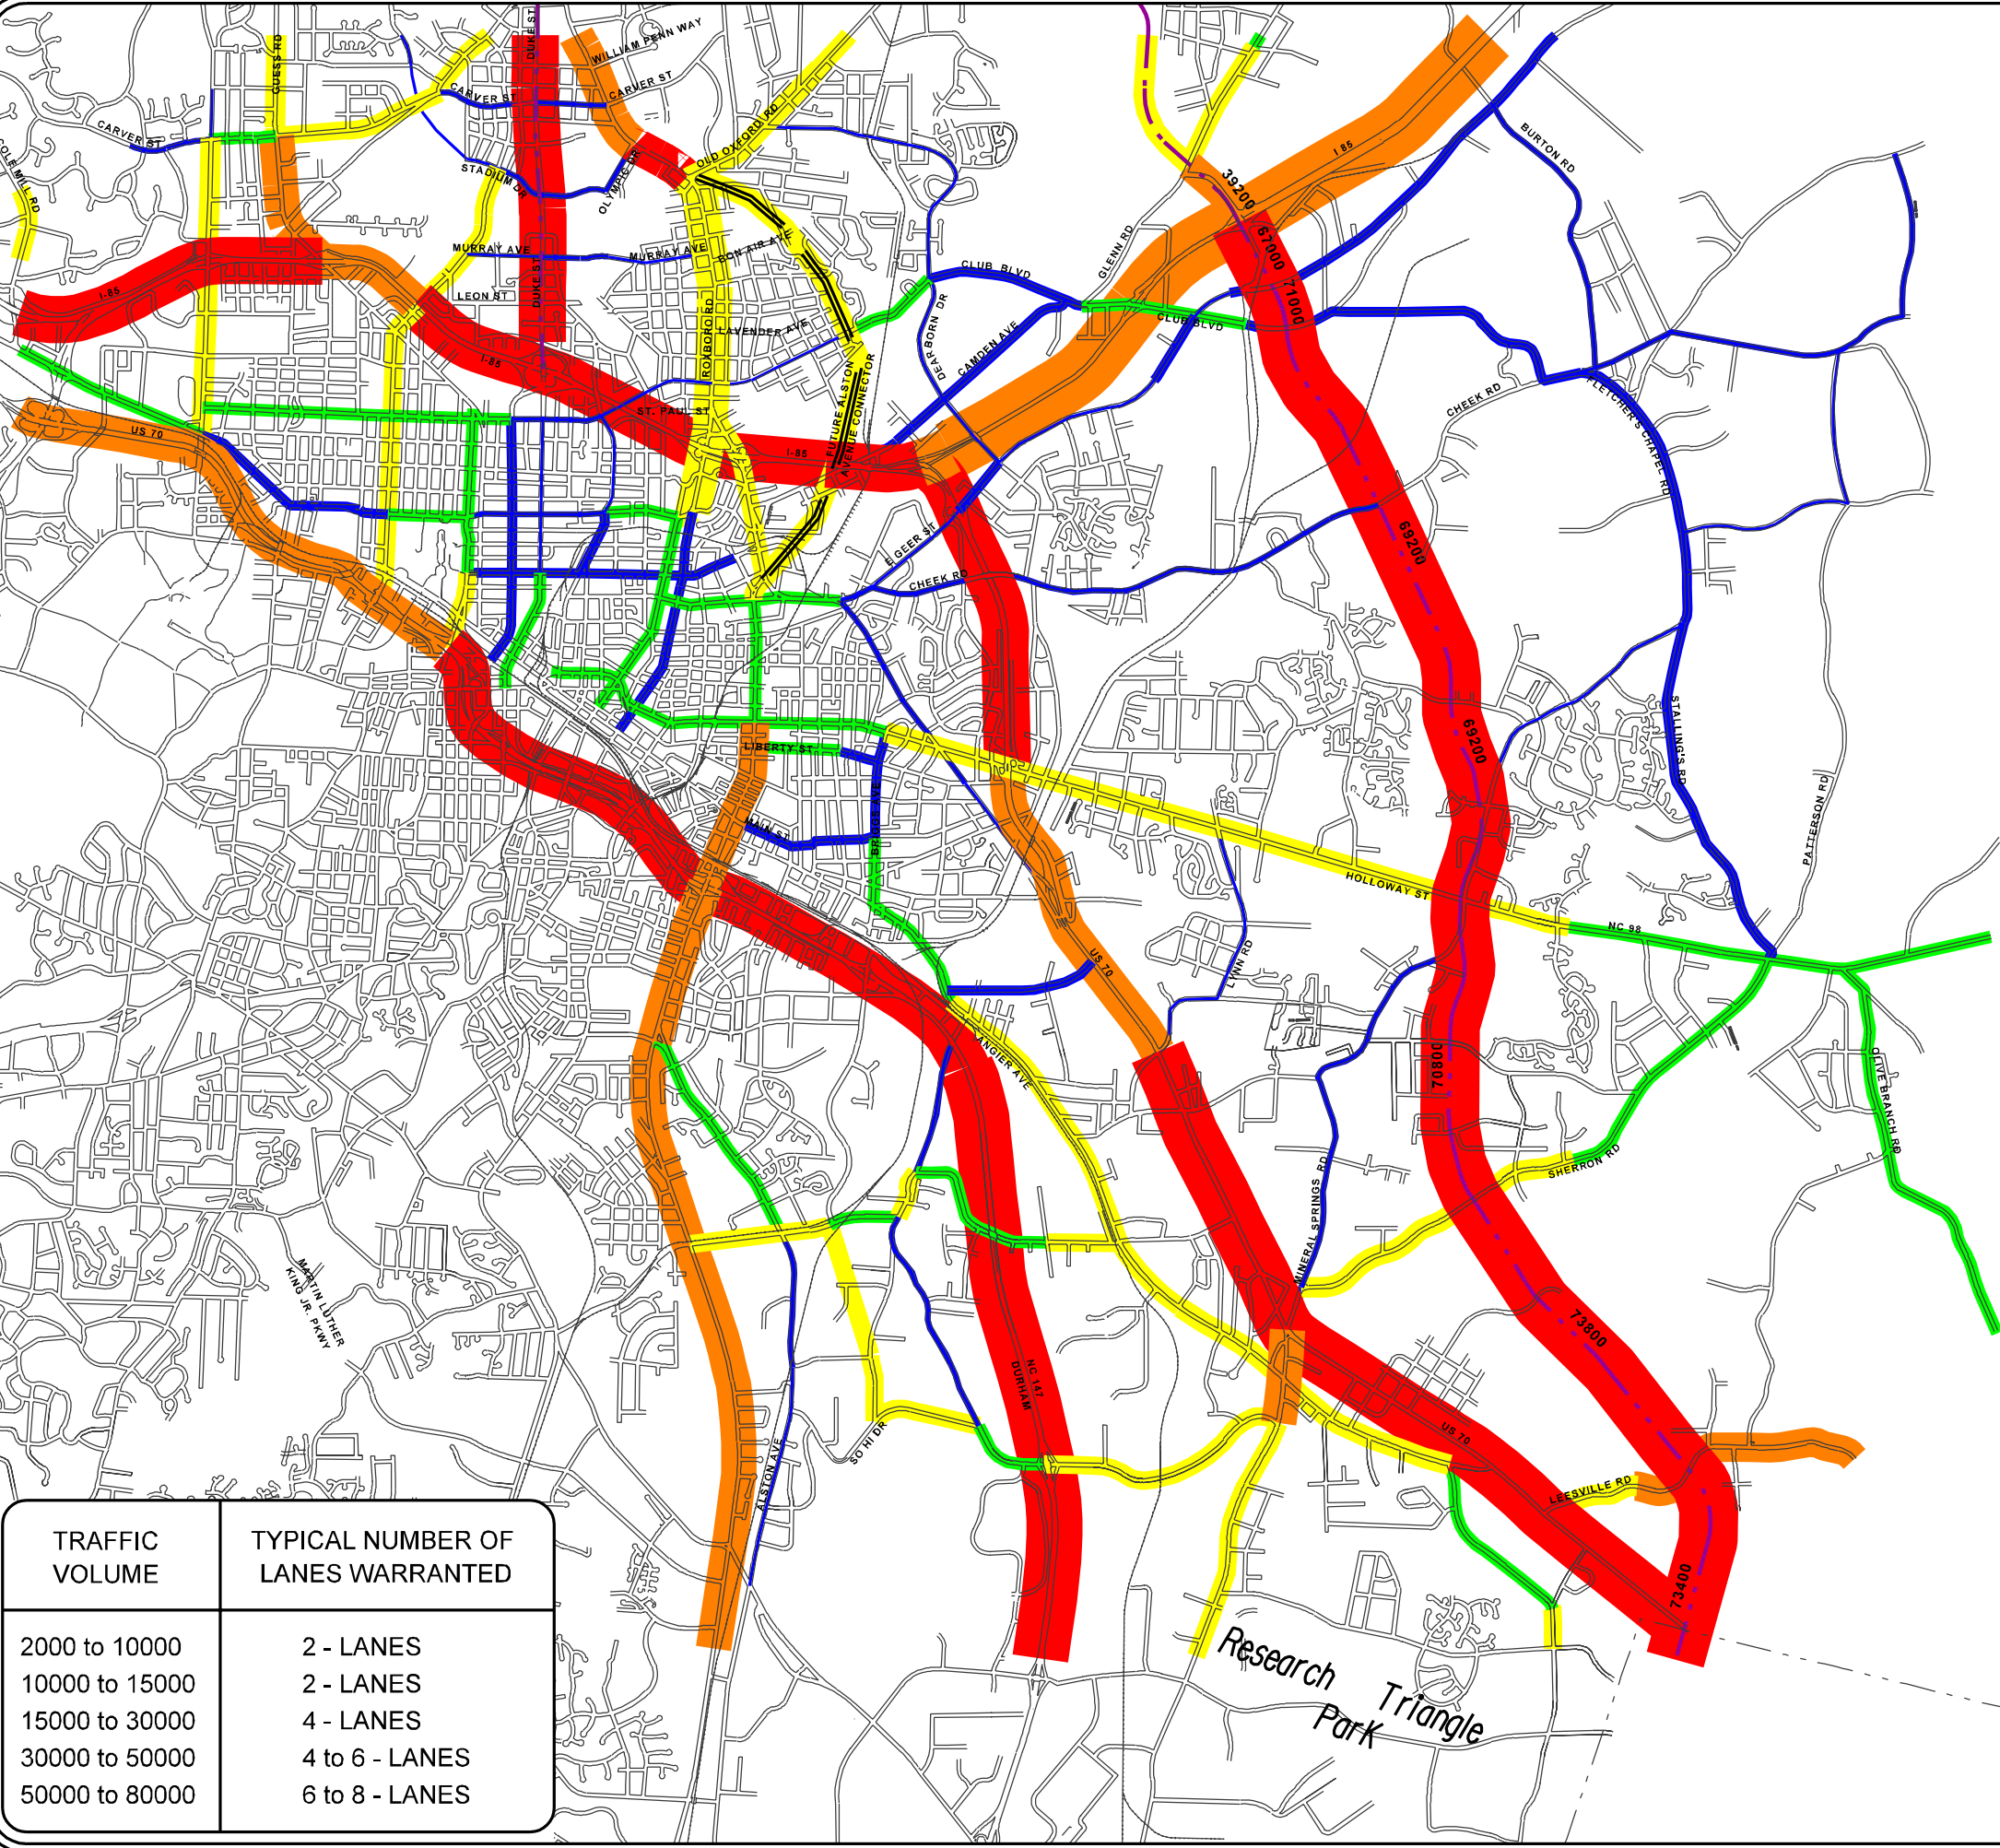 DUKE ST
WILLIAM PENN WAY
GUESS RD
CARVER ST
CARVER ST
CARVER ST
COLE MILL RD
STADIUM DR
OLYMPIC DR
OLD OXFORD RD
I 85
BURTON RD
39200
67000
71000
MURRAY AVE
MURRAY AVE
BON AIR AVE
GLENN RD
CLUB BLVD
CLUB BLVD
DUKE ST
LEON ST
I-85
LAVENDER AVE
ROXBORO RD
DEARBORN DR
CAMDEN AVE
I-85
FUTURE ALSTON
AVENUE CONNECTOR
ST. PAUL ST
I-85
US 70
CHEEK RD
FLETCHER'S CHAPEL RD
69200
E GEER ST
CHEEK RD
69200
STALLING'S RD
LIBERTY ST
BRIGGS AVE
MAIN ST
PATTERSON RD
HOLLOWAY ST
NC 98
US 70
LYNN RD
ANGIER AVE
70800
OLIVE BRANCH RD
SHERRON RD
MINERAL SPRINGS RD
MARTIN LUTHER
KING JR. PKWY
73800
NC 147
DURHAM
SO HI DR
US 70
ALSTON AVE
LEESVILLE RD
73400
Research Triangle
Park
TRAFFIC
VOLUME
TYPICAL NUMBER OF
LANES WARRANTED
2000 to 10000 2 - LANES
10000 to 15000 2 - LANES
15000 to 30000 4 - LANES
30000 to 50000 4 to 6 - LANES
50000 to 80000 6 to 8 - LANES